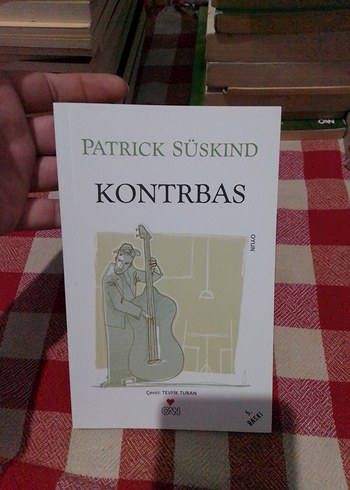 PATRICK SÜSKIND
KONTRBAS
OYUN
Çeviri: TEVFİK TURAN
CAN
5. BASKI